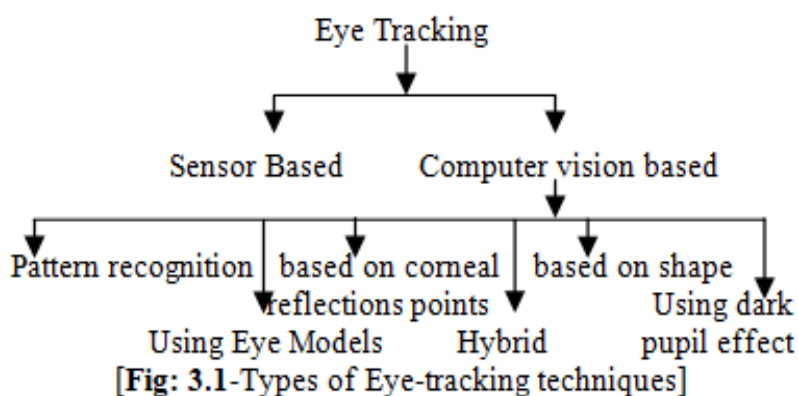 Eye Tracking
Sensor Based
Computer vision based
Pattern recognition
based on corneal
reflections points
based on shape
Using dark
pupil effect
Using Eye Models
Hybrid
[Fig: 3.1-Types of Eye-tracking techniques]